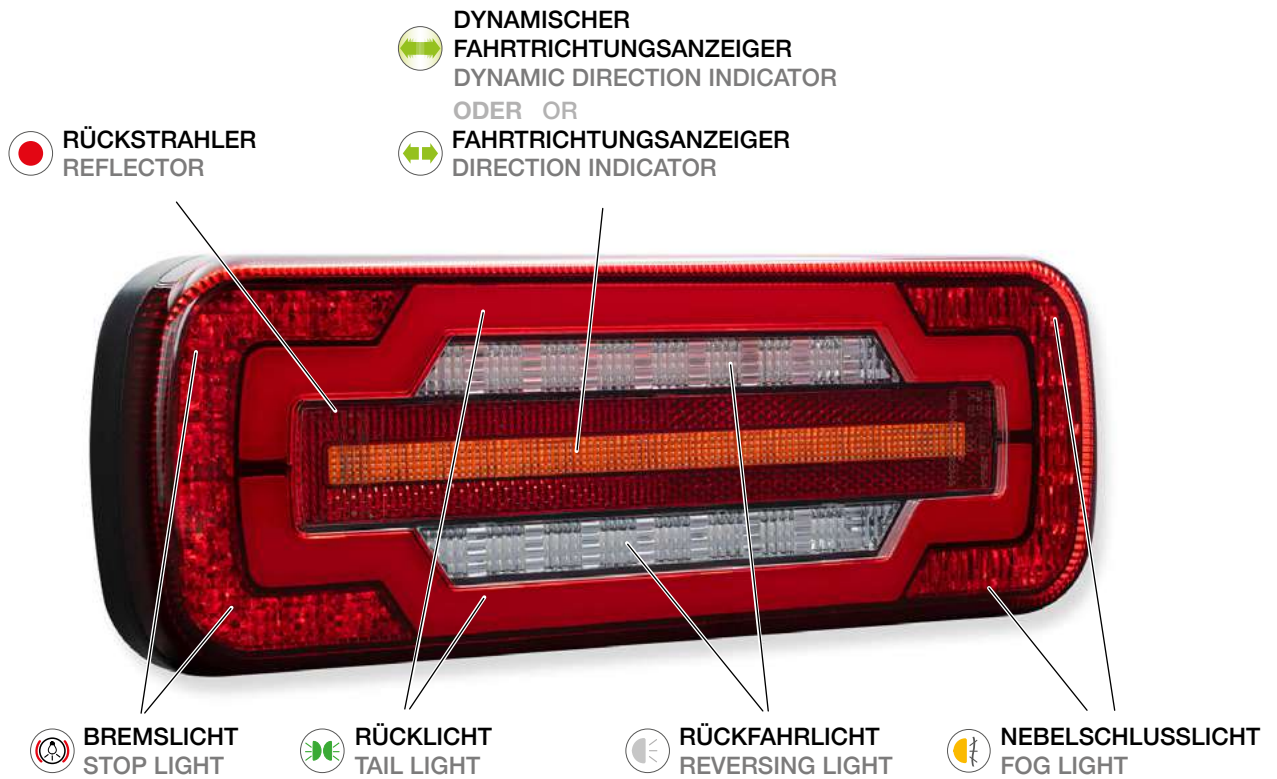 DYNAMISCHER
FAHRTRICHTUNGSANZEIGER
DYNAMIC DIRECTION INDICATOR
ODER OR
FAHRTRICHTUNGSANZEIGER
DIRECTION INDICATOR
RÜCKSTRAHLER
REFLECTOR
BREMSLICHT
STOP LIGHT
RÜCKLICHT
TAIL LIGHT
RÜCKFAHRLICHT
REVERSING LIGHT
NEBELSCHLUSSLICHT
FOG LIGHT